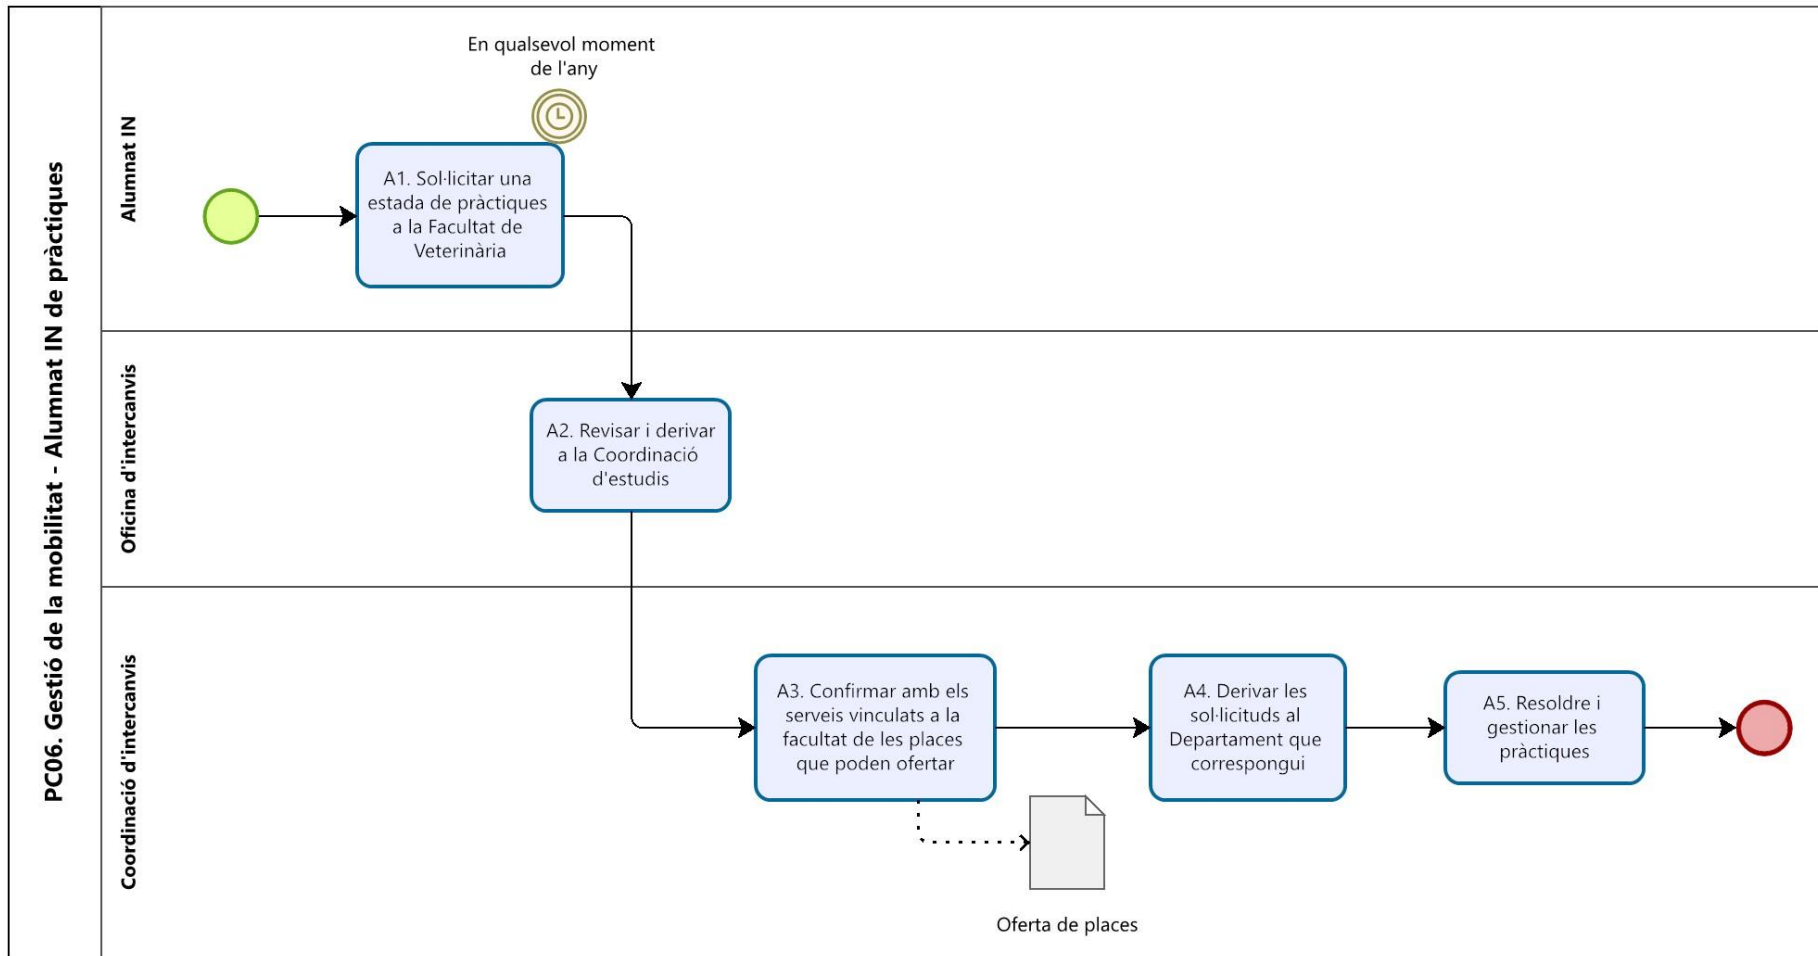 PC06. Gestió de la mobilitat - Alumnat IN de pràctiques
Alumnat IN
En qualsevol moment
de l'any
A1. Sol·licitar una
estada de pràctiques
a la Facultat de
Veterinària
Oficina d'intercanvis
A2. Revisar i derivar
a la Coordinació
d'estudis
Coordinació d'intercanvis
A3. Confirmar amb els
serveis vinculats a la
facultat de les places
que poden ofertar
A4. Derivar les
sol·licituds al
Departament que
correspongui
A5. Resoldre i
gestionar les
pràctiques
Oferta de places